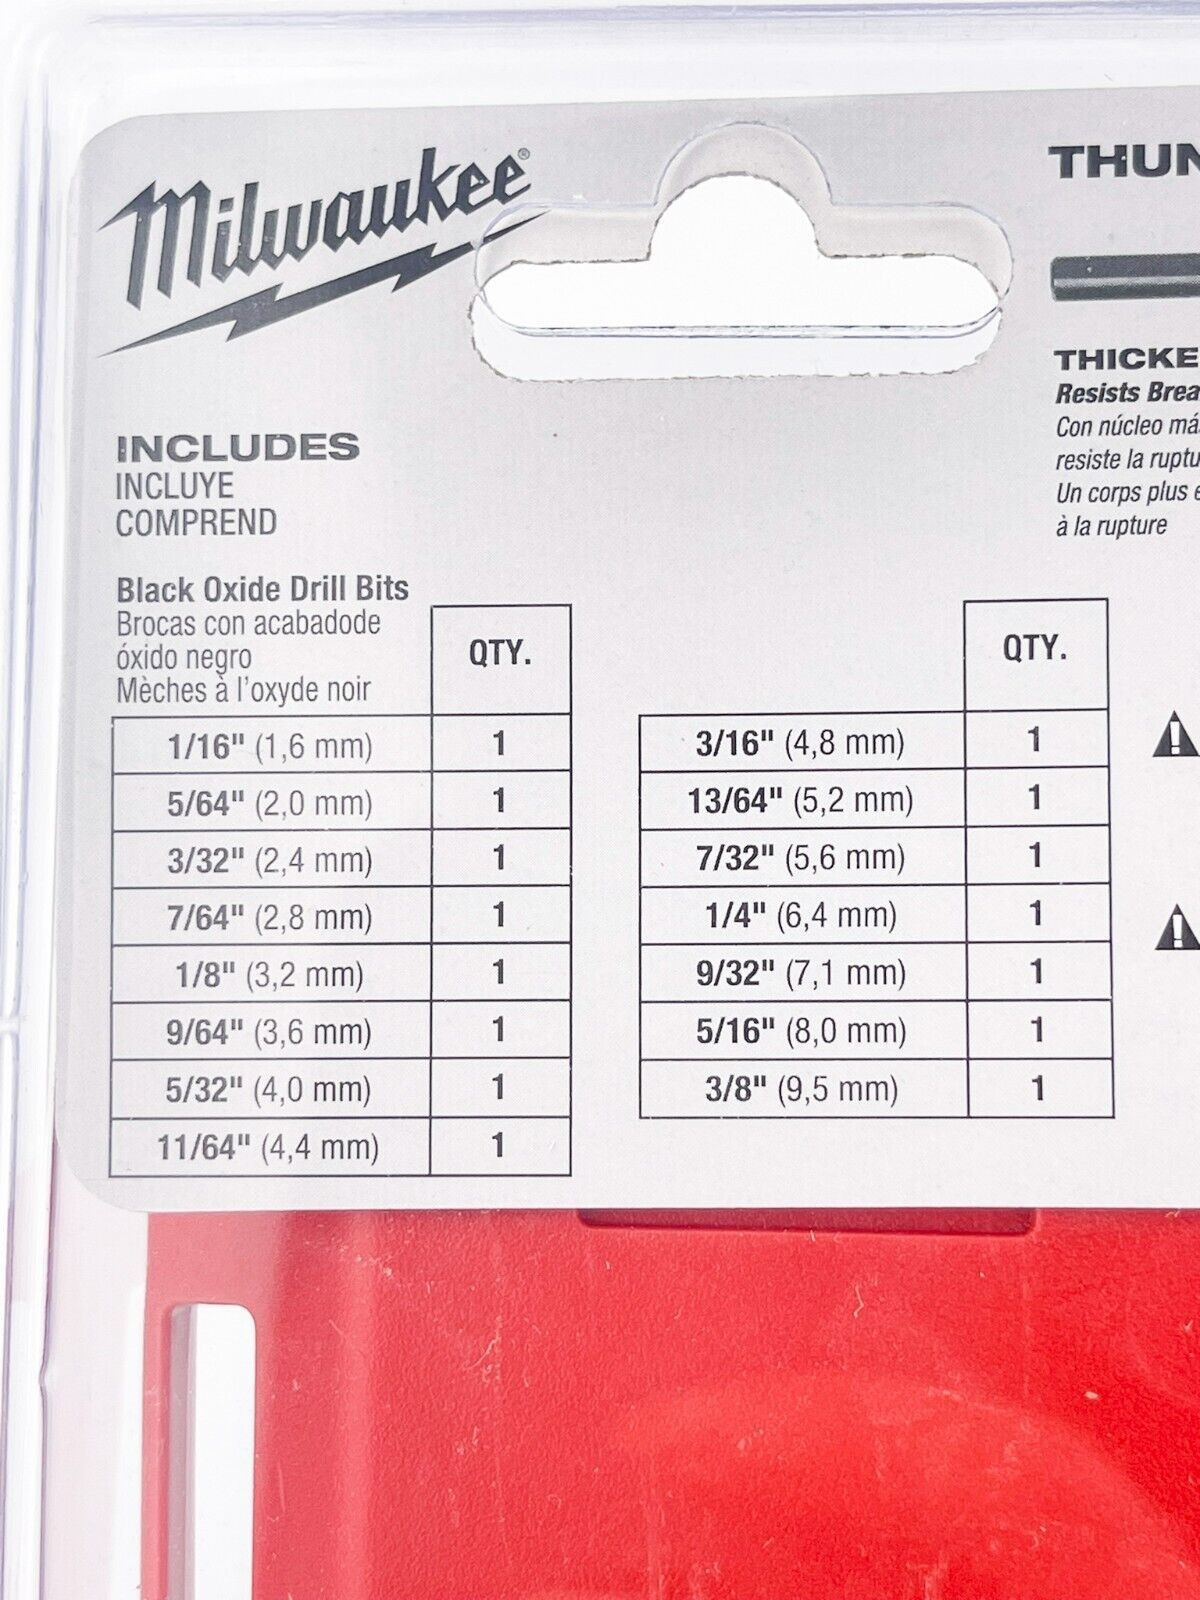 Milwaukee®
INCLUDES
INCLUYE
COMPREND
Black Oxide Drill Bits
Brocas con acabadode
óxido negro
Mèches à l'oxyde noir
QTY.
1/16" (1,6 mm) 1
5/64" (2,0 mm) 1
3/32" (2,4 mm) 1
7/64" (2,8 mm) 1
1/8" (3,2 mm) 1
9/64" (3,6 mm) 1
5/32" (4,0 mm) 1
11/64" (4,4 mm) 1
QTY.
3/16" (4,8 mm) 1
13/64" (5,2 mm) 1
7/32" (5,6 mm) 1
1/4" (6,4 mm) 1
9/32" (7,1 mm) 1
5/16" (8,0 mm) 1
3/8" (9,5 mm) 1
THUN
THICKE
Resists Brea
Con núcleo má
resiste la ruptu
Un corps plus
à la rupture